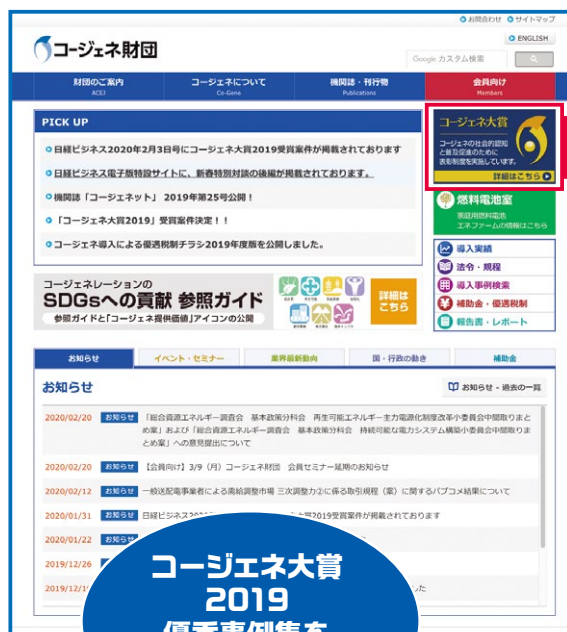 お問合わせ サイトマップ
コージェネ財団
ENGLISH
Google カスタム検索
財団のご案内 コージェネについて 機関誌・刊行物 会員向け
ACEJ Co-Gene Publications Members
PICK UP
日経ビジネス2020年2月3日号にコージェネ大賞2019受賞案件が掲載されております
日経ビジネス電子版特設サイトに、新春特別対談の後編が掲載されております。
機関誌「コージェネット」 2019年第25号公開！
「コージェネ大賞2019」受賞案件決定！！
コージェネ導入による優遇税制チラシ2019年度版を公開しました。
コージェネ大賞
コージェネの社会的認知
と普及促進のために
表彰制度を実施しています。
詳細はこちら
燃料電池室
家庭用燃料電池
エネファームの情報はこちら
導入実績
法令・規程
導入事例検索
補助金・優遇税制
報告書・レポート
コージェネレーションの
SDGsへの貢献 参照ガイド
参照ガイドと「コージェネ提供価値」アイコンの公開
詳細は
こちら
お知らせ イベント・セミナー 業界最新動向 国・行政の動き 補助金
お知らせ
お知らせ - 過去の一覧
2020/02/20 お知らせ 「総合資源エネルギー調査会 基本政策分科会 再生可能エネルギー主力電源化制度改革小委員会中間取りまと
め案」および「総合資源エネルギー調査会 基本政策分科会 持続可能な電力システム構築小委員会中間取りま
とめ案」への意見提出について
2020/02/20 お知らせ 【会員向け】3/9（月）コージェネ財団 会員セミナー延期のお知らせ
2020/02/12 お知らせ 一般送配電事業者による需給調整市場 三次調整力②に係る取引規程（案）に関するパブコメ結果について
2020/01/31 お知らせ 日経ビジネス202 大賞2019受賞案件が掲載されております
2020/01/22 お知らせ
2019/12/26
2019/12/1 した
コージェネ大賞
2019
優秀事例集を